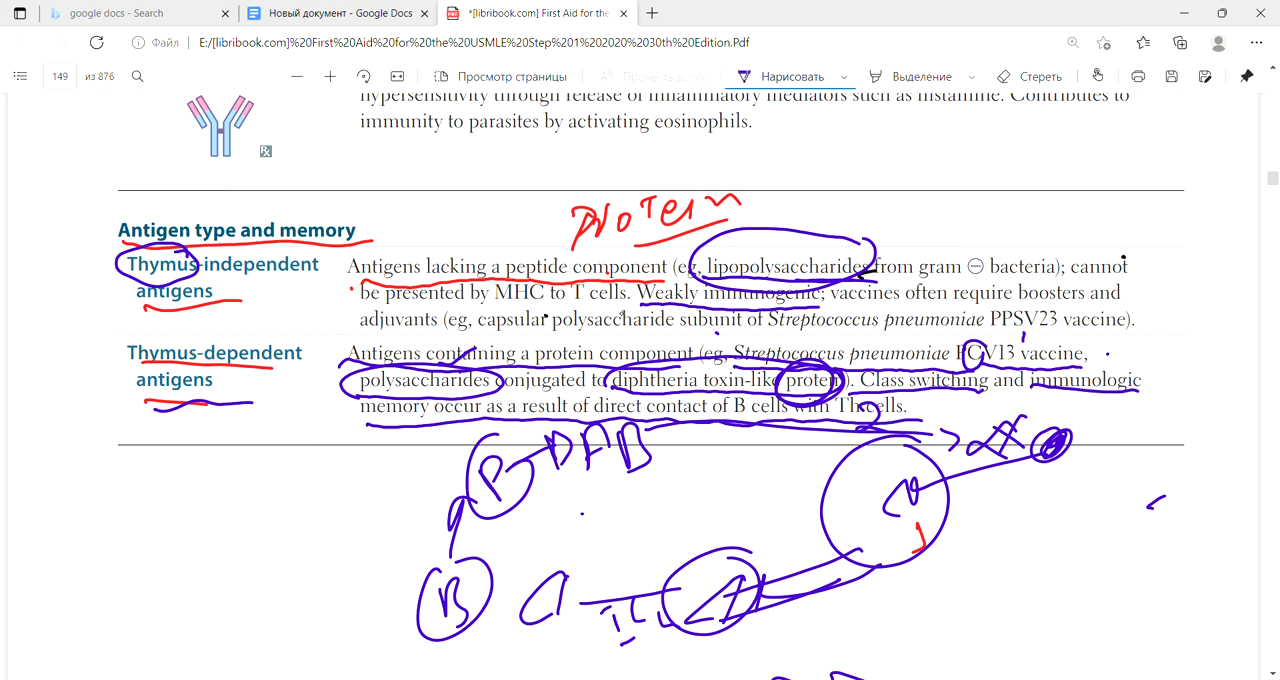 google docs - Search
Новый документ - Google Docs
*[libribook.com] First Aid for the
Файл
E:/[libribook.com]%20First%20Aid%20for%20the%20USMLE%20Step%201%202020%2030th%20Edition.Pdf
149 из 876
Просмотр страницы
Прочесть вслух
Нарисовать
Выделение
Стереть
hypersensitivity through release of inflammatory mediators such as histamine. Contributes to
immunity to parasites by activating eosinophils.
Rx
Protein
Antigen type and memory
Thymus-independent
antigens
Antigens lacking a peptide component (eg, lipopolysaccharides from gram ⊖ bacteria); cannot
be presented by MHC to T cells. Weakly immunogenic; vaccines often require boosters and
adjuvants (eg, capsular polysaccharide subunit of Streptococcus pneumoniae PPSV23 vaccine).
Thymus-dependent
antigens
Antigens containing a protein component (eg, Streptococcus pneumoniae PCV13 vaccine,
polysaccharides conjugated to diphtheria toxin-like protein). Class switching and immunologic
memory occur as a result of direct contact of B cells with Th cells.
B